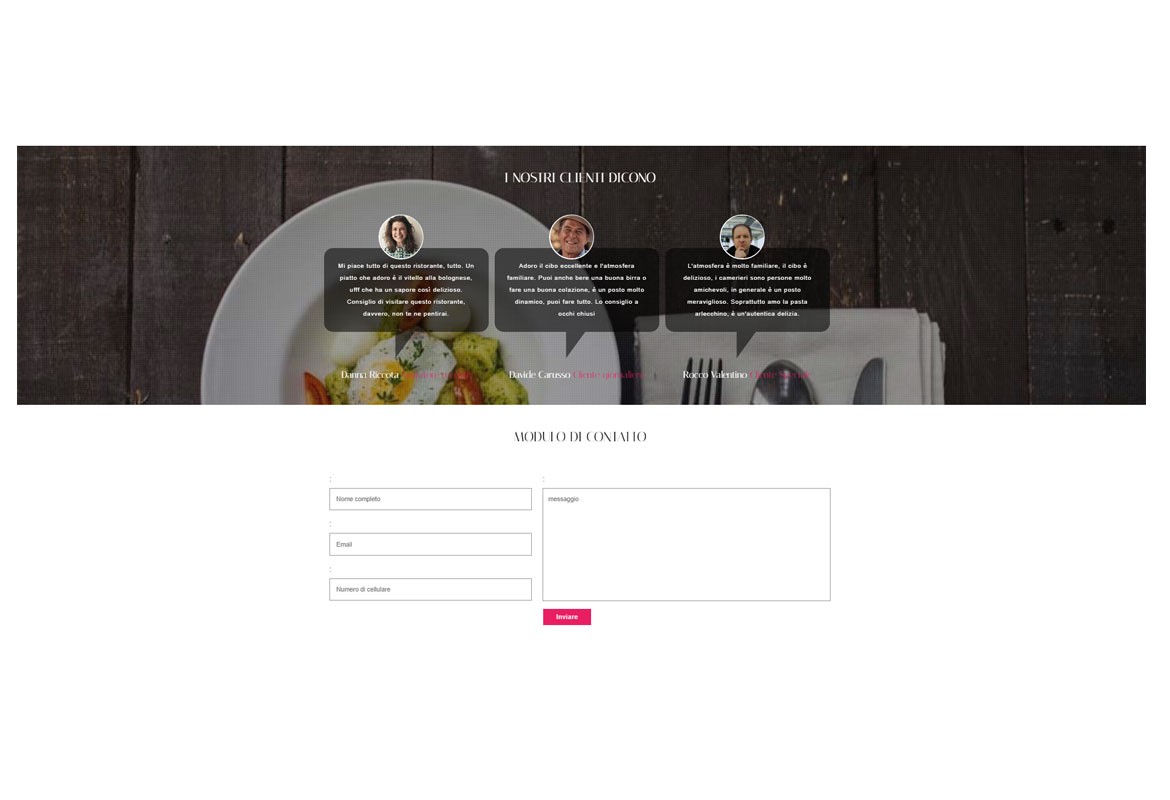 I NOSTRI CLIENTI DICONO
Mi piace tutto di questo ristorante, tutto. Un
piatto che adoro è il vitello alla bolognese,
ufff che ha un sapore così delizioso.
Consiglio di visitare questo ristorante,
davvero, non te ne pentirai.
Danna Riccota
Adoro il cibo eccellente e l'atmosfera
familiare. Puoi anche bere una buona birra o
fare una buona colazione, è un posto molto
dinamico, puoi fare tutto. Lo consiglio a
occhi chiusi
Davide Carusso Cliente giornaliero
L'atmosfera è molto familiare, il cibo è
delizioso, i camerieri sono persone molto
amichevoli, in generale è un posto
meraviglioso. Soprattutto amo la pasta
arlecchino, è un'autentica delizia.
Rocco Valentino Cliente
MODULO DI CONTATTO
:
Nome completo
:
Email
:
Numero di cellulare
:
messaggio
Inviare